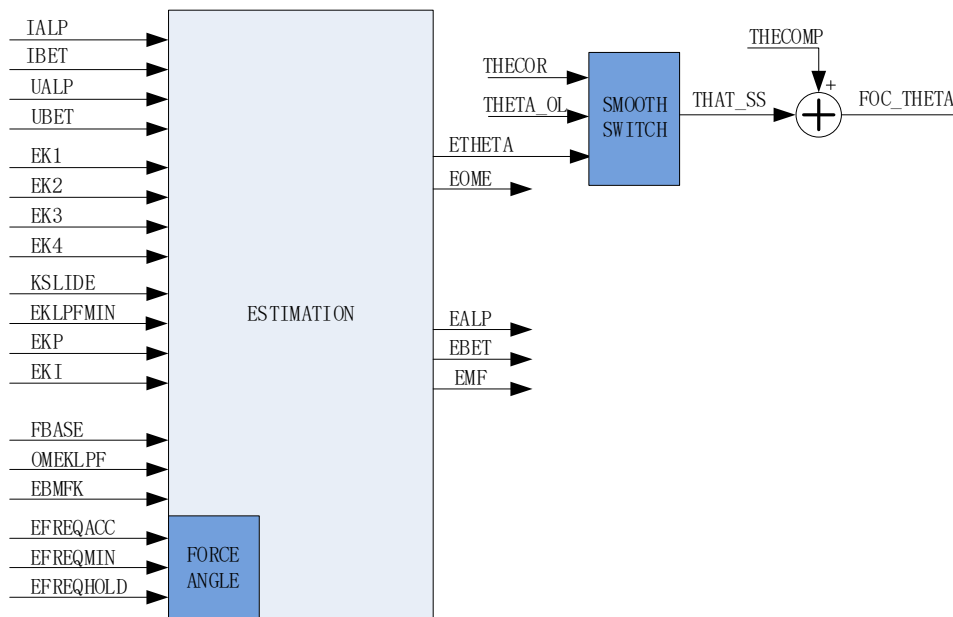 IALP
IBET
UALP
UBET
EK1
EK2
EK3
EK4
KSLIDE
EKLPFMIN
EKP
EKI
FBASE
OMEKLPF
EBMFK
EFREQACC
EFREQMIN
EFREQHOLD
FORCE
ANGLE
ESTIMATION
ETHETA
EOME
EALP
EBET
EMF
THECOR
THETA_OL
SMOOTH
SWITCH
THAT_SS
THECOMP
+
FOC_THETA